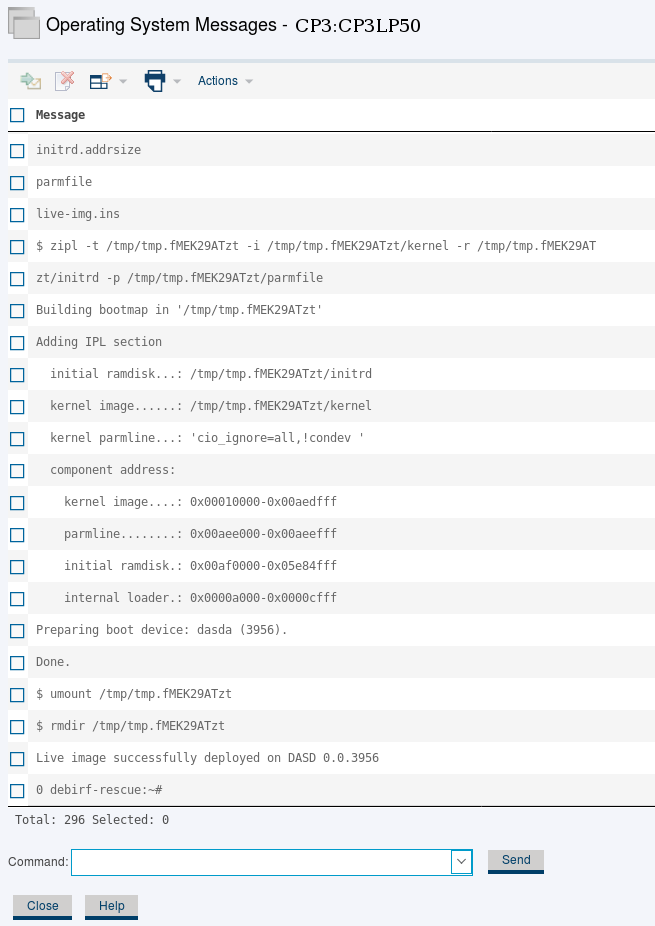 Operating System Messages - CP3:CP3LP50
Actions
Message
initrd.addrsize
parmfile
live-img.ins
$ zipl -t /tmp/tmp.fMEK29ATzt -i /tmp/tmp.fMEK29ATzt/kernel -r /tmp/tmp.fMEK29AT
zt/initrd -p /tmp/tmp.fMEK29ATzt/parmfile
Building bootmap in '/tmp/tmp.fMEK29ATzt'
Adding IPL section
initial ramdisk...: /tmp/tmp.fMEK29ATzt/initrd
kernel image......: /tmp/tmp.fMEK29ATzt/kernel
kernel parmline...: 'cio_ignore=all,!condev '
component address:
kernel image....: 0x00010000-0x00aedfff
parmline........: 0x00aee000-0x00aeefff
initial ramdisk.: 0x00af0000-0x05e84fff
internal loader.: 0x0000a000-0x0000cfff
Preparing boot device: dasda (3956).
Done.
$ umount /tmp/tmp.fMEK29ATzt
$ rmdir /tmp/tmp.fMEK29ATzt
Live image successfully deployed on DASD 0.0.3956
0 debirf-rescue:~#
Total: 296 Selected: 0
Command:
Send
Close
Help